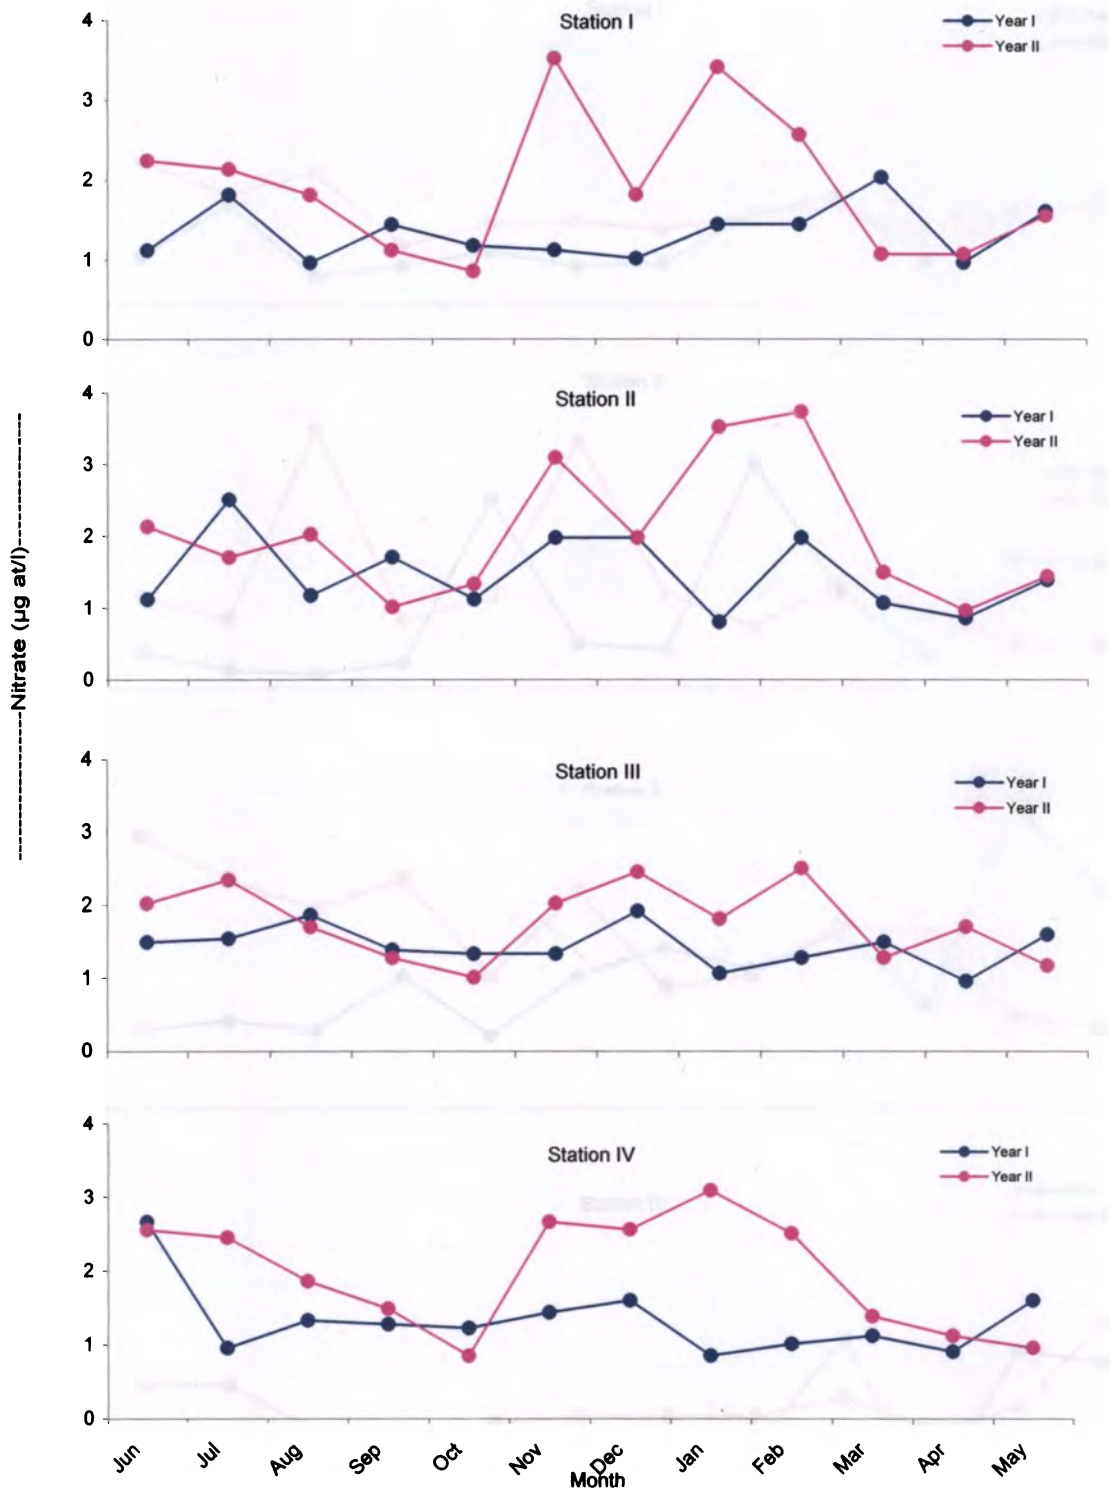 Station I
Year I
Year II
4
3
2
1
0
Station II
Year I
Year II
4
3
2
1
0
-----------------Nitrate (µg at/l)-----------------
Station III
Year I
Year II
4
3
2
1
0
Station IV
Year I
Year II
4
3
2
1
0
Jun Jul Aug Sep Oct Nov Dec Jan Feb Mar Apr May
Month